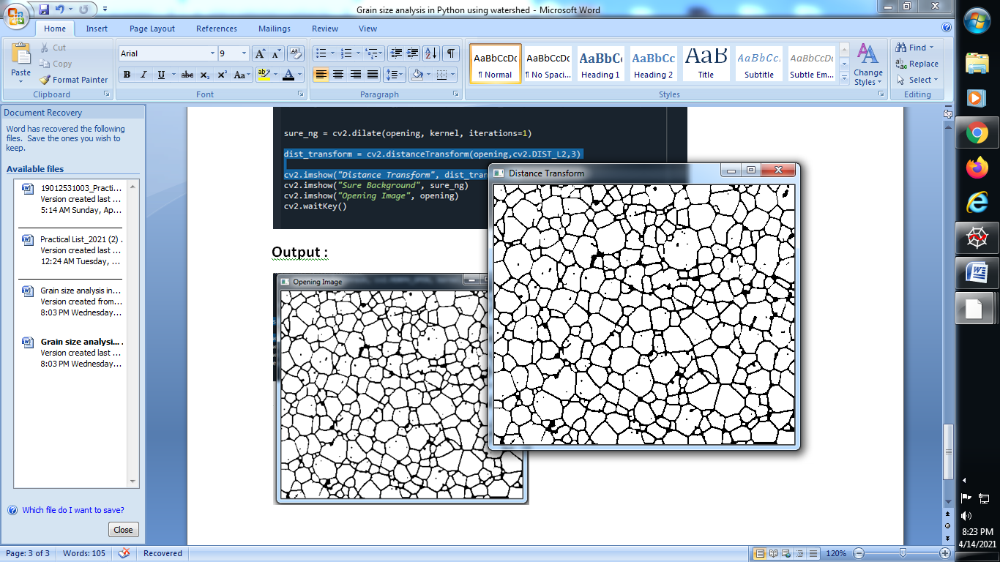 Grain size analysis in Python using watershed - Microsoft Word
Home Insert Page Layout References Mailings Review View
Paste
Cut
Copy
Format Painter
Clipboard
Arial 9
Font
Paragraph
AaBbCcDc AaBbCcDc AaBbCc AaBbCc AaB AaBbCc. AaBbCcDc
¶ Normal ¶ No Spaci... Heading 1 Heading 2 Title Subtitle Subtle Em...
Change Styles
Styles
Find
Replace
Select
Editing
Document Recovery
Word has recovered the following
files. Save the ones you wish to
keep.
Available files
19012531003_Practi...
Version created last ...
5:14 AM Sunday, Ap...
Practical List_2021 (2) .
Version created last ...
12:24 AM Tuesday, ...
Grain size analysis in...
Version created from...
8:03 PM Wednesday...
Grain size analysi... .
Version created last ...
8:03 PM Wednesday...
Which file do I want to save?
Close
sure_ng = cv2.dilate(opening, kernel, iterations=1)
dist_transform = cv2.distanceTransform(opening,cv2.DIST_L2,3)
cv2.imshow("Distance Transform", dist_tran
cv2.imshow("Sure Background", sure_ng)
cv2.imshow("Opening Image", opening)
cv2.waitKey()
Output :
Opening Image
Distance Transform
Page: 3 of 3 Words: 105 Recovered 120%
8:23 PM
4/14/2021